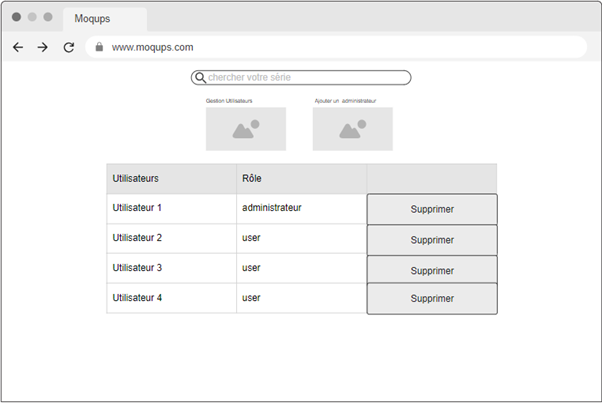 Moqups
www.moqups.com
chercher votre série
Gestion Utilisateurs
Ajouter un administrateur
Utilisateurs Rôle
Utilisateur 1 administrateur Supprimer
Utilisateur 2 user Supprimer
Utilisateur 3 user Supprimer
Utilisateur 4 user Supprimer